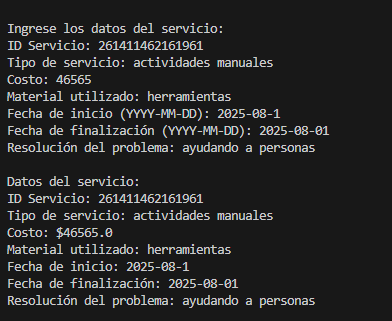 Ingrese los datos del servicio:
ID Servicio: 261411462161961
Tipo de servicio: actividades manuales
Costo: 46565
Material utilizado: herramientas
Fecha de inicio (YYYY-MM-DD): 2025-08-1
Fecha de finalización (YYYY-MM-DD): 2025-08-01
Resolución del problema: ayudando a personas

Datos del servicio:
ID Servicio: 261411462161961
Tipo de servicio: actividades manuales
Costo: $46565.0
Material utilizado: herramientas
Fecha de inicio: 2025-08-1
Fecha de finalización: 2025-08-01
Resolución del problema: ayudando a personas